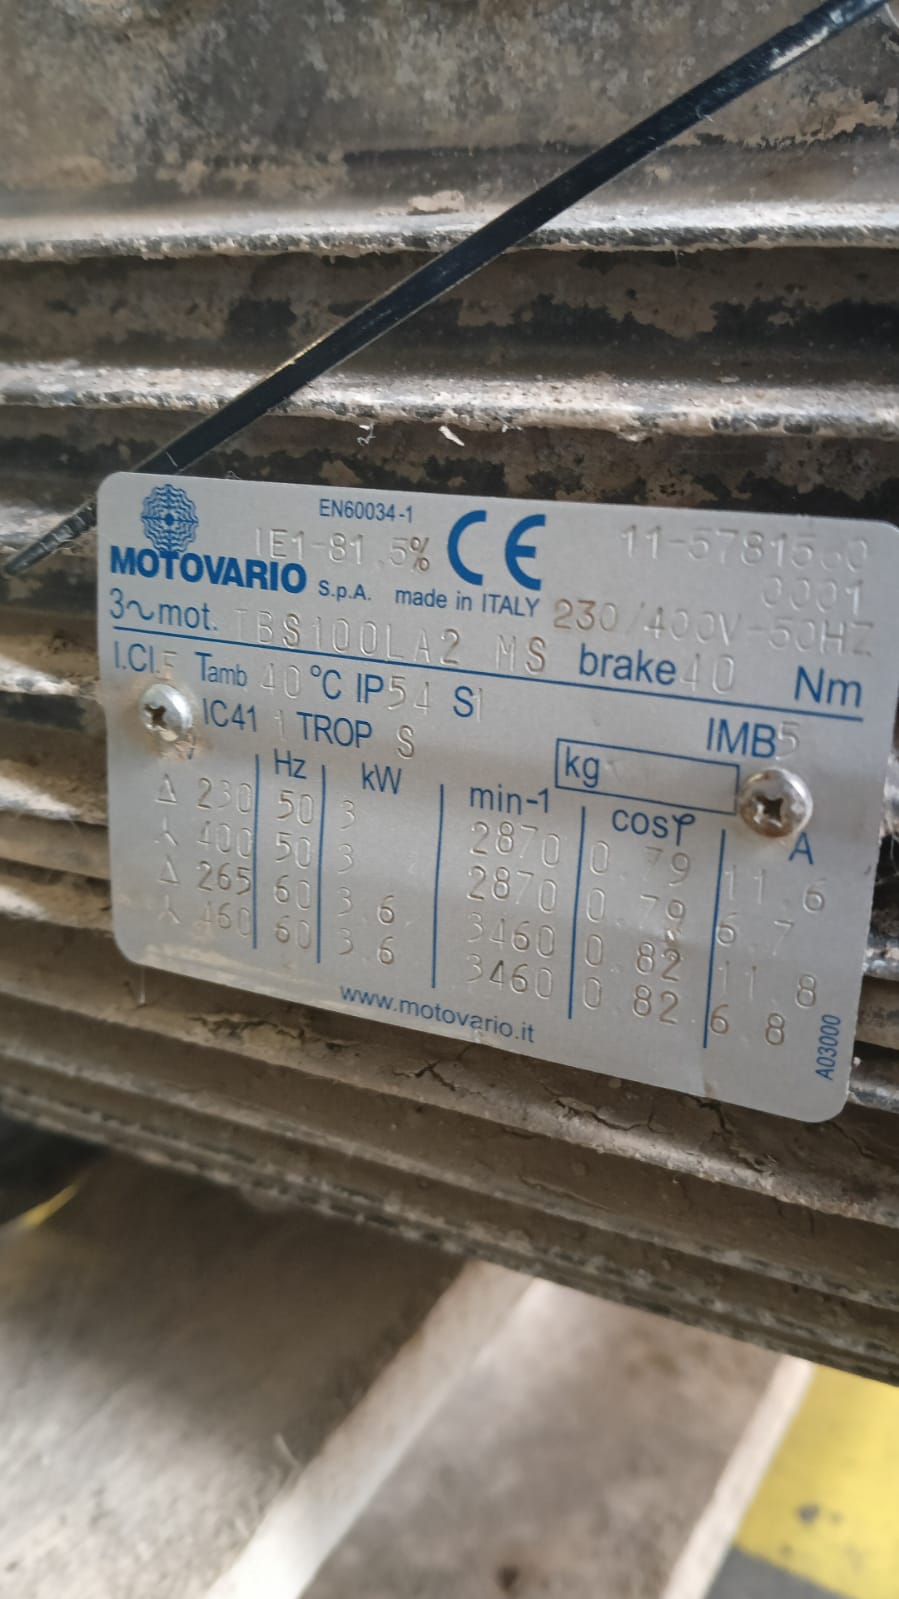 EN60034-1
IE1-81.5% CE 11-5781560
MOTOVARIO S.p.A. made in ITALY 0001
3~mot. TBS100LA2 MS 230/400V-50HZ
brake 40 Nm
I.Cl.F Tamb 40 °C IP54 S1
IC41 1 TROP S IMB5
kg
V Hz kW min-1 cosφ A
Δ 230 50 3 2870 0.79 11.6
⅄ 400 50 3 2870 0.79 6.7
Δ 265 60 3.6 3460 0.82 11.8
⅄ 460 60 3.6 3460 0.82 6.8
www.motovario.it
A03000